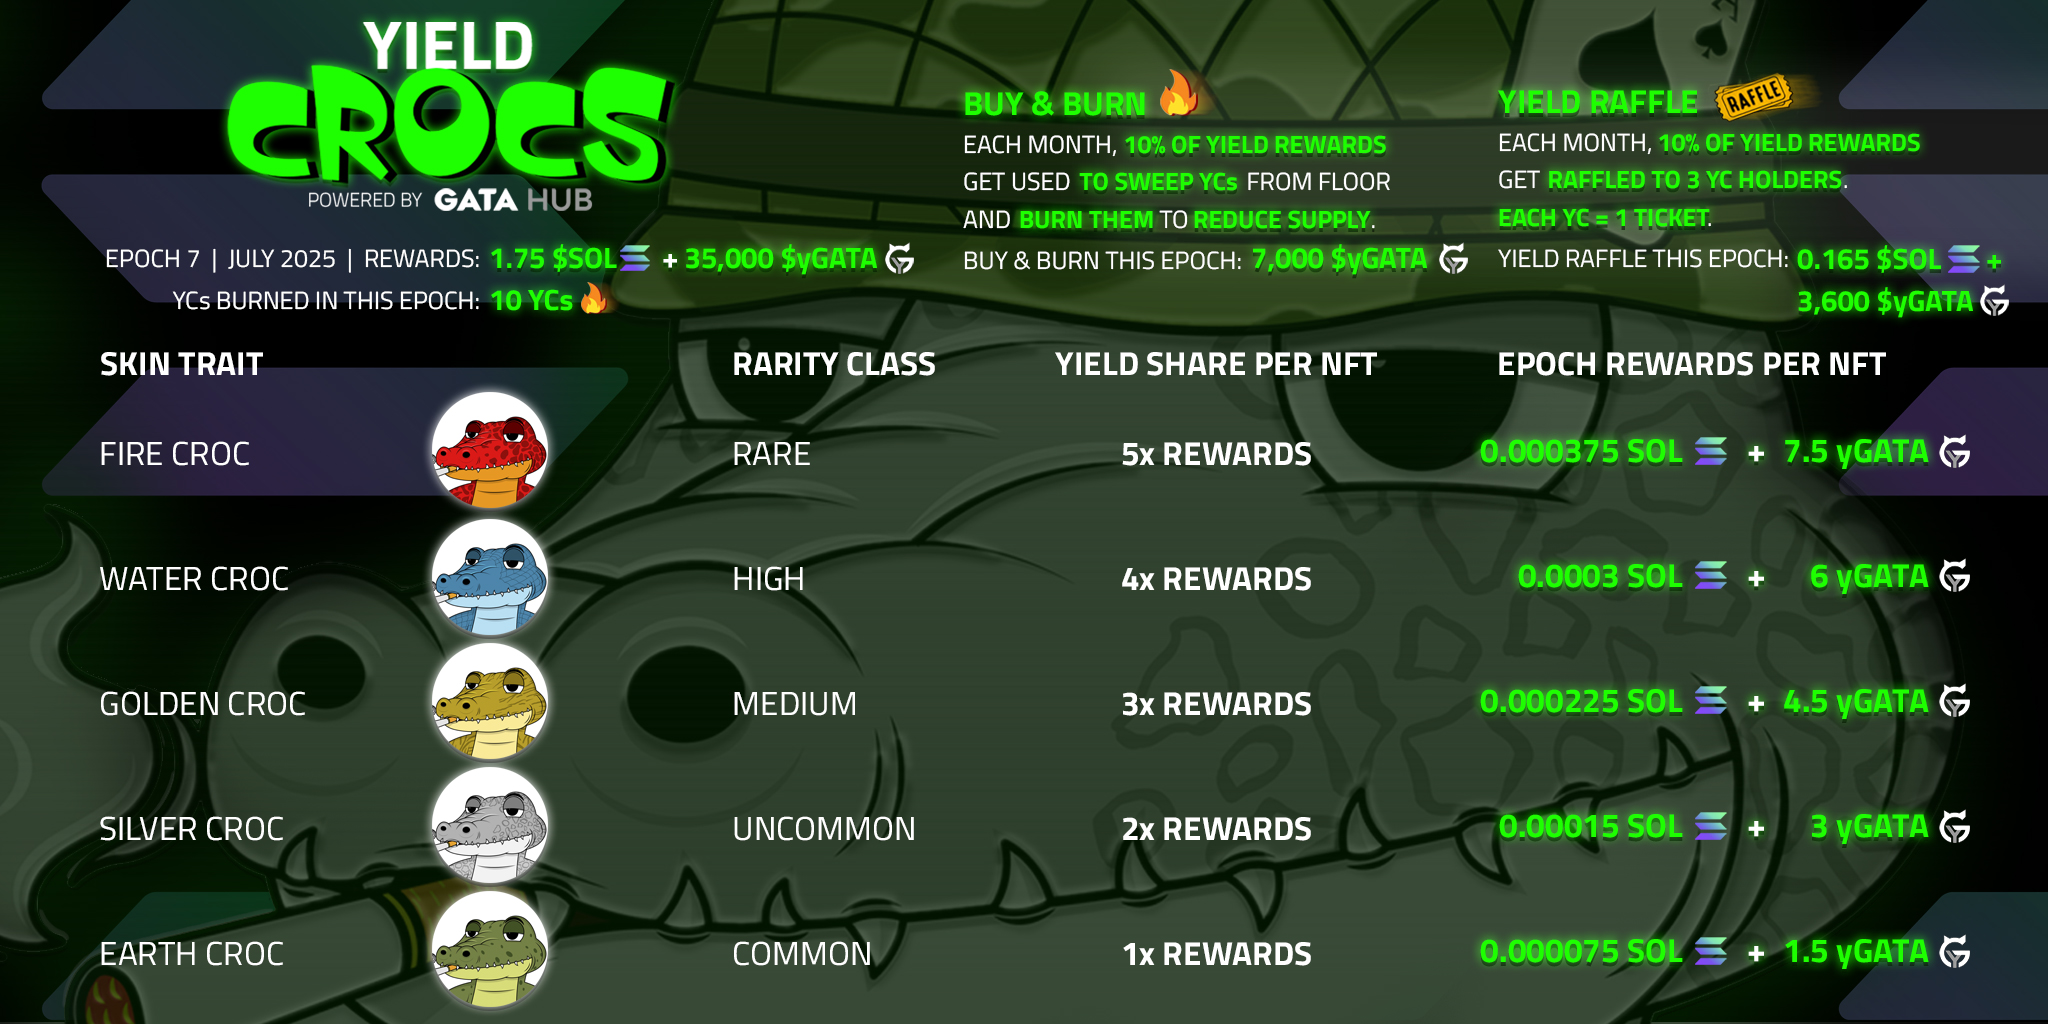 YIELD
CROCS
POWERED BY GATA HUB
EPOCH 7 | JULY 2025 | REWARDS: 1.75 $SOL + 35,000 $yGATA
YCs BURNED IN THIS EPOCH: 10 YCs
BUY & BURN
EACH MONTH, 10% OF YIELD REWARDS
GET USED TO SWEEP YCs FROM FLOOR
AND BURN THEM TO REDUCE SUPPLY.
BUY & BURN THIS EPOCH: 7,000 $yGATA
YIELD RAFFLE RAFFLE
EACH MONTH, 10% OF YIELD REWARDS
GET RAFFLED TO 3 YC HOLDERS.
EACH YC = 1 TICKET.
YIELD RAFFLE THIS EPOCH: 0.165 $SOL +
3,600 $yGATA
SKIN TRAIT RARITY CLASS YIELD SHARE PER NFT EPOCH REWARDS PER NFT
FIRE CROC RARE 5x REWARDS 0.000375 SOL + 7.5 yGATA
WATER CROC HIGH 4x REWARDS 0.0003 SOL + 6 yGATA
GOLDEN CROC MEDIUM 3x REWARDS 0.000225 SOL + 4.5 yGATA
SILVER CROC UNCOMMON 2x REWARDS 0.00015 SOL + 3 yGATA
EARTH CROC COMMON 1x REWARDS 0.000075 SOL + 1.5 yGATA